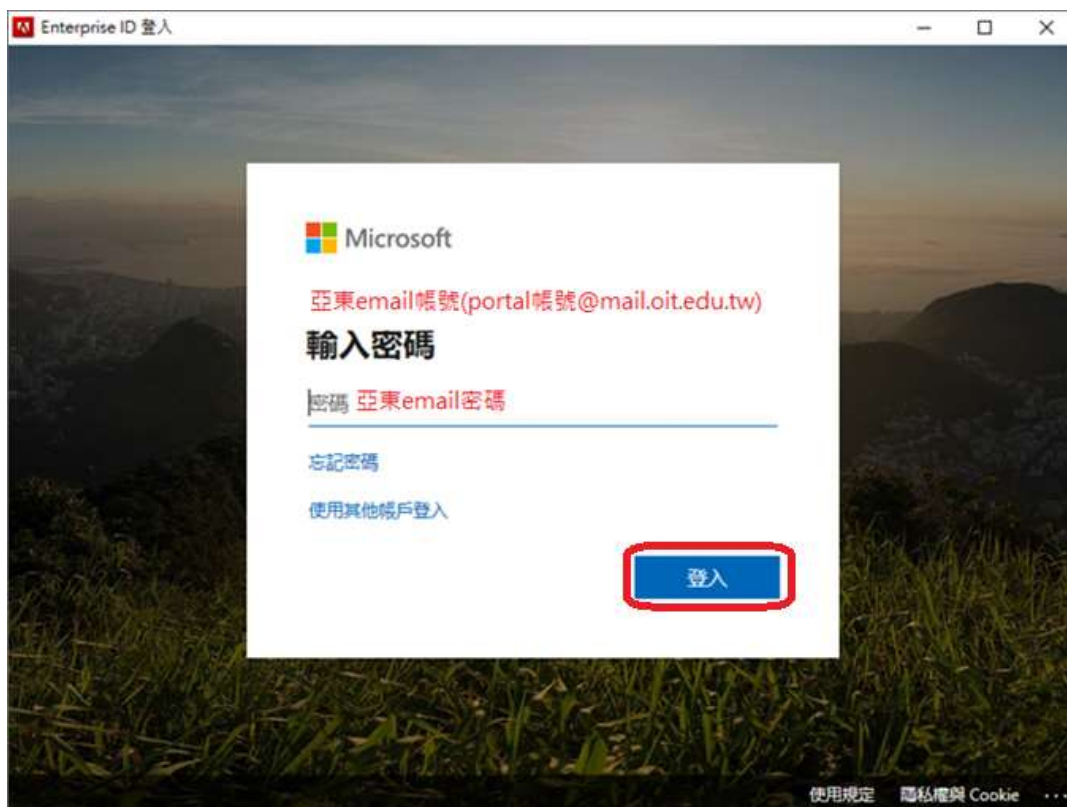 Enterprise ID 登入
Microsoft
亞東email帳號(portal帳號@mail.oit.edu.tw)
輸入密碼
密碼 亞東email密碼
忘記密碼
使用其他帳戶登入
登入
使用規定 隱私權與 Cookie ...